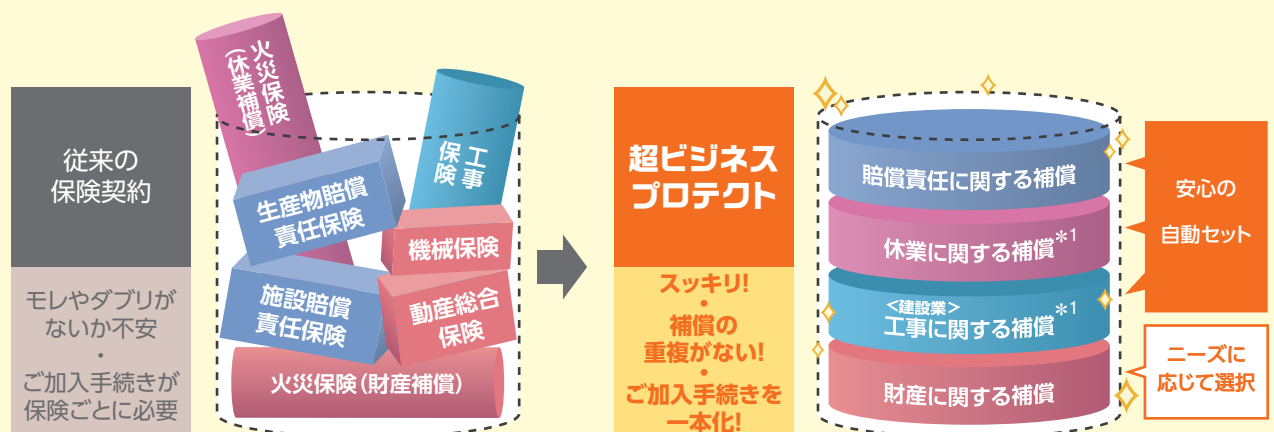 従来の
保険契約
モレやダブリが
ないか不安
・
ご加入手続きが
保険ごとに必要
火災保険
(休業補償)
工事
保険
生産物賠償
責任保険
機械保険
施設賠償
責任保険
動産総合
保険
火災保険(財産補償)
超ビジネス
プロテクト
スッキリ!
・
補償の
重複がない!
・
ご加入手続きを
一本化!
賠償責任に関する補償
休業に関する補償*1
<建設業>
工事に関する補償*1
財産に関する補償
安心の
自動セット
ニーズに
応じて選択